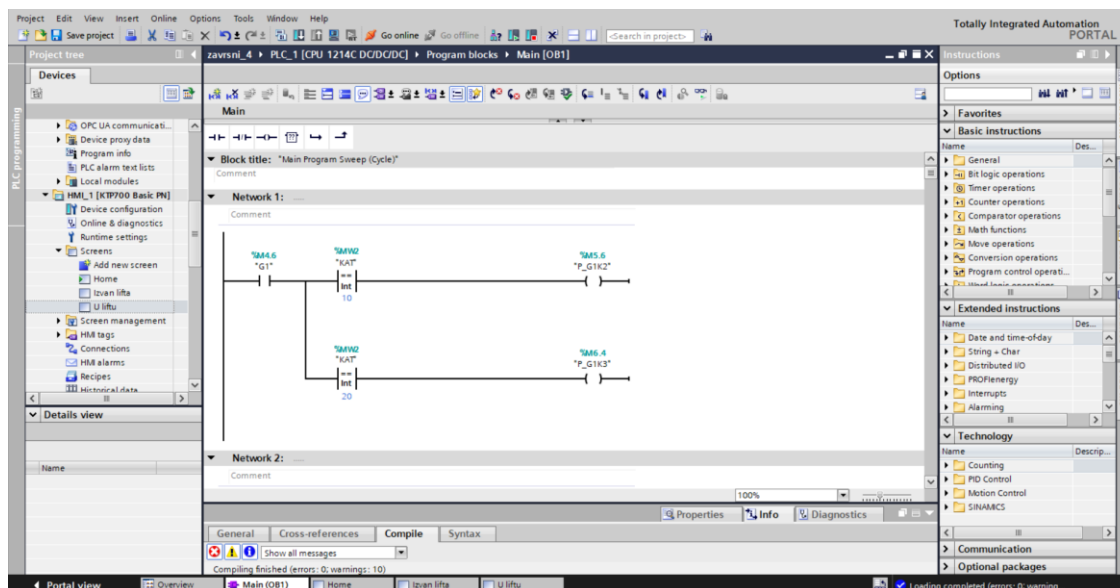 Project Edit View Insert Online Options Tools Window Help
Totally Integrated Automation
PORTAL
Save project
Go online
Go offline
<Search in project>
Project tree
zavrsni_4 ▸ PLC_1 [CPU 1214C DC/DC/DC] ▸ Program blocks ▸ Main [OB1]
Instructions
Devices
Options
PLC programming
Main
OPC UA communicati...
Device proxy data
Program info
PLC alarm text lists
Local modules
HMI_1 [KTP700 Basic PN]
Device configuration
Online & diagnostics
Runtime settings
Screens
Add new screen
Home
Izvan lifta
U liftu
Screen management
HMI tags
Connections
HMI alarms
Recipes
Historical data
Details view
Name
Block title: "Main Program Sweep (Cycle)"
Comment
Network 1: ....
Comment
%M4.6
"G1"
%MW2
"KAT"
==
Int
10
%M5.6
"P_G1K2"
%MW2
"KAT"
==
Int
20
%M6.4
"P_G1K3"
Network 2: ....
Comment
100%
Properties
Info
Diagnostics
General Cross-references Compile Syntax
Show all messages
Compiling finished (errors: 0; warnings: 10)
Favorites
Basic instructions
Name Des...
General
Bit logic operations
Timer operations
Counter operations
Comparator operations
Math functions
Move operations
Conversion operations
Program control operati...
Word logic operations
Extended instructions
Name Des...
Date and time-of-day
String + Char
Distributed I/O
PROFIenergy
Interrupts
Alarming
Technology
Name Descrip...
Counting
PID Control
Motion Control
SINAMICS
Communication
Optional packages
Portal view
Overview
Main (OB1)
Home
Izvan lifta
U liftu
Loading completed (errors: 0; warning...